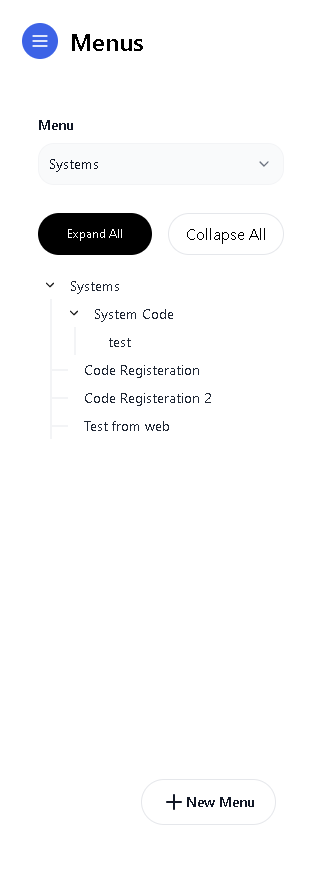 Menus
Menu
Systems
Expand All
Collapse All
Systems
System Code
test
Code Registeration
Code Registeration 2
Test from web
New Menu